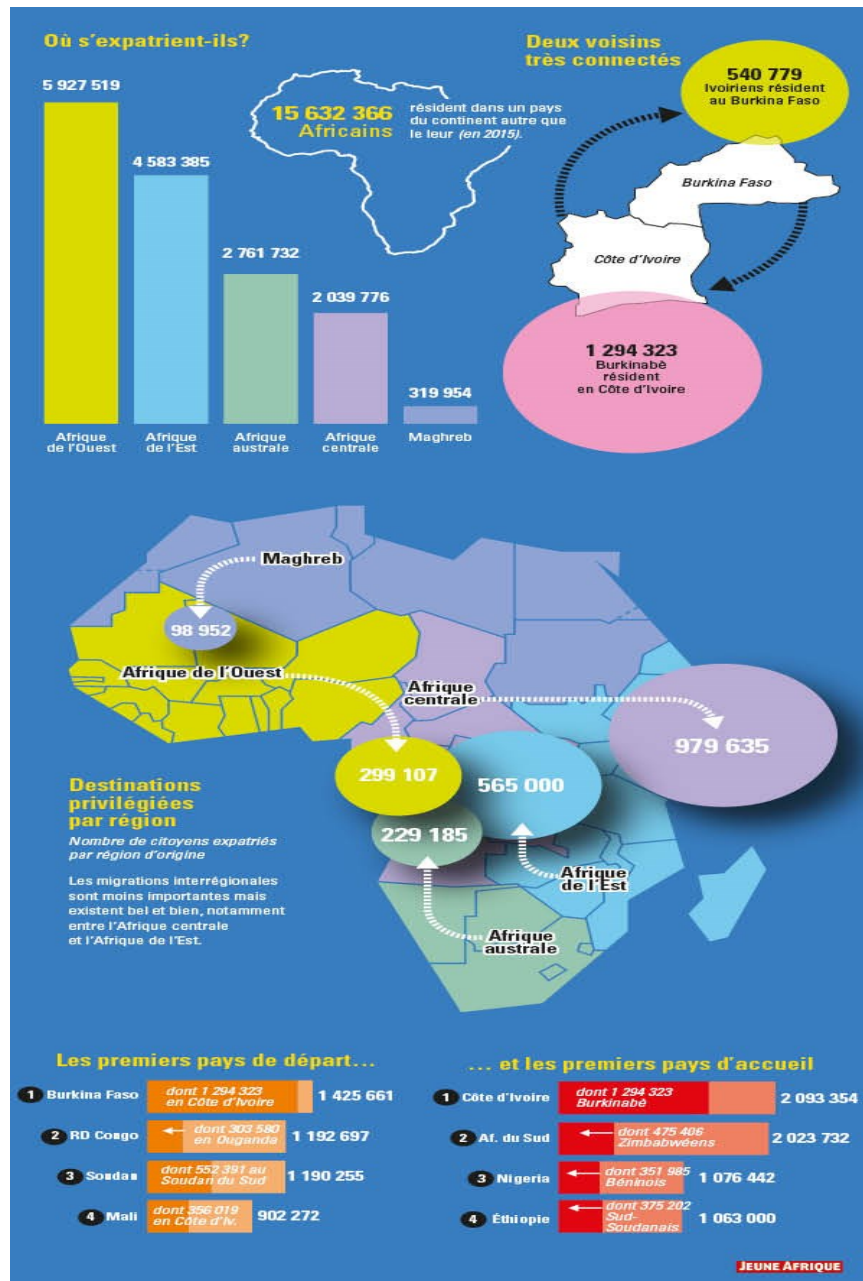 Où s'expatrient-ils?
5 927 519
4 583 385
2 761 732
2 039 776
319 954
Afrique
de l'Ouest
Afrique
de l'Est
Afrique
australe
Afrique
centrale
Maghreb
15 632 366
Africains
résident dans un pays
du continent autre que
le leur (en 2015).
Deux voisins
très connectés
540 779
Ivoiriens résident
au Burkina Faso
Burkina Faso
Côte d'Ivoire
1 294 323
Burkinabè
résident
en Côte d'Ivoire
Maghreb
98 952
Afrique de l'Ouest
Afrique
centrale
979 635
299 107
565 000
229 185
Afrique
de l'Est
Afrique
australe
Destinations
privilégiées
par région
Nombre de citoyens expatriés
par région d'origine
Les migrations interrégionales
sont moins importantes mais
existent bel et bien, notamment
entre l'Afrique centrale
et l'Afrique de l'Est.
Les premiers pays de départ...
1 Burkina Faso
dont 1 294 323
en Côte d'Ivoire
1 425 661
2 RD Congo
dont 303 580
en Ouganda
1 192 697
3 Soudan
dont 552 391 au
Soudan du Sud
1 190 255
4 Mali
dont 356 019
en Côte d'Iv.
902 272
... et les premiers pays d'accueil
1 Côte d'Ivoire
dont 1 294 323
Burkinabè
2 093 354
2 Af. du Sud
dont 475 406
Zimbabwéens
2 023 732
3 Nigeria
dont 351 985
Béninois
1 076 442
4 Éthiopie
dont 375 202
Sud-
Soudanais
1 063 000
JEUNE AFRIQUE